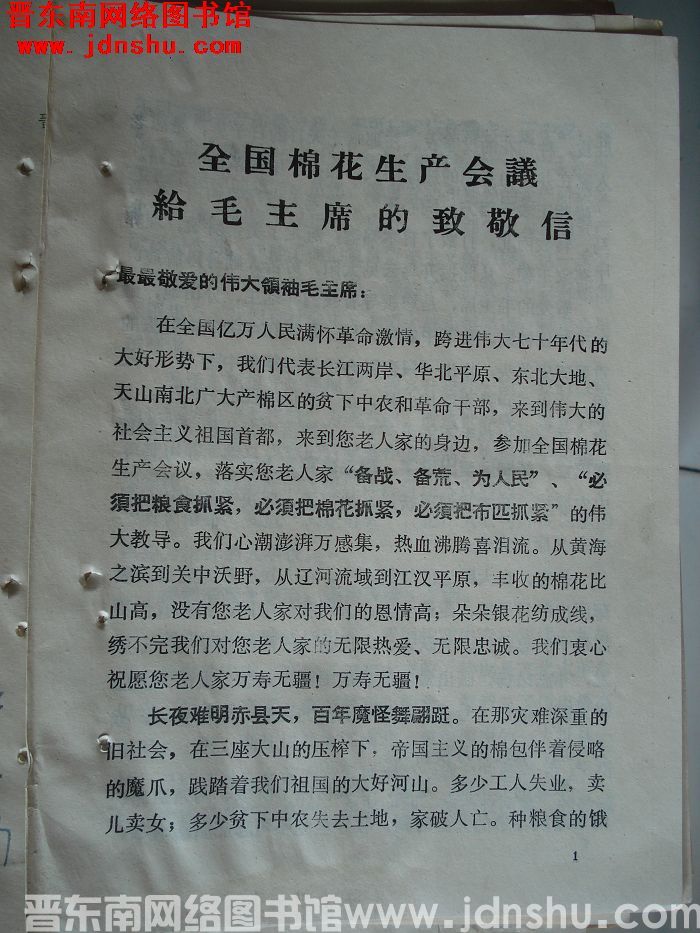 晋东南网络图书馆
www.jdnshu.com
全国棉花生产会議
給毛主席的致敬信
最最敬爱的伟大領袖毛主席：
在全国亿万人民满怀革命激情，跨进伟大七十年代的
大好形势下，我们代表长江两岸、华北平原、东北大地、
天山南北广大产棉区的贫下中农和革命干部，来到伟大的
社会主义祖国首都，来到您老人家的身边，参加全国棉花
生产会议，落实您老人家“备战、备荒、为人民”、“必
須把粮食抓紧，必須把棉花抓紧，必須把布匹抓紧”的伟
大教导。我们心潮澎湃万感集，热血沸腾喜泪流。从黄海
之滨到关中沃野，从辽河流域到江汉平原，丰收的棉花比
山高，没有您老人家对我们的恩情高；朵朵银花纺成线，
绣不完我们对您老人家的无限热爱、无限忠诚。我们衷心
祝愿您老人家万寿无疆！万寿无疆！
长夜难明赤县天，百年魔怪舞翩跹。在那灾难深重的
旧社会，在三座大山的压榨下，帝国主义的棉包伴着侵略
的魔爪，践踏着我们祖国的大好河山。多少工人失业，卖
儿卖女；多少贫下中农失去土地，家破人亡。种粮食的饿
1
晋东南网络图书馆www.jdnshu.com